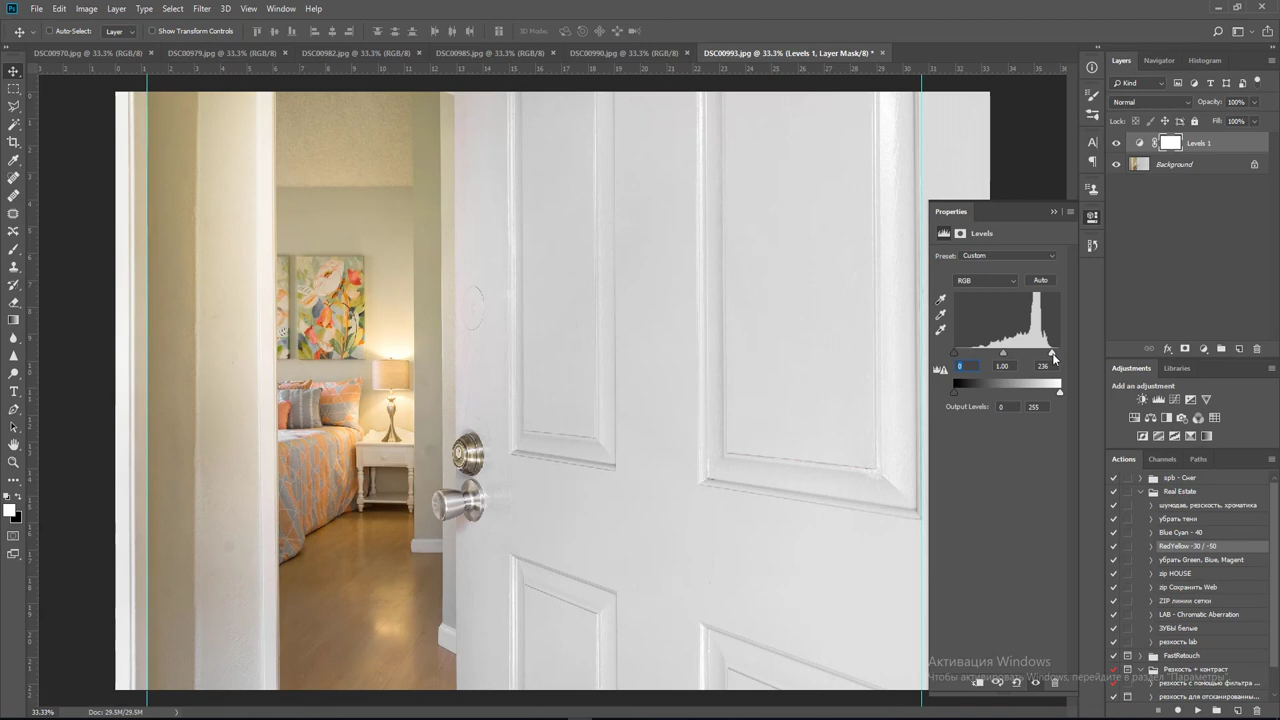 Ps File Edit Image Layer Type Select Filter 3D View Window Help
Auto-Select: Layer Show Transform Controls 3D Mode:
DSC00970.jpg @ 33.3% (RGB/8) × DSC00979.jpg @ 33.3% (RGB/8) × DSC00982.jpg @ 33.3% (RGB/8) × DSC00985.jpg @ 33.3% (RGB/8) × DSC00990.jpg @ 33.3% (RGB/8) × DSC00993.jpg @ 33.3% (Levels 1, Layer Mask/8) * ×
Layers Navigator Histogram
Kind
Normal Opacity: 100%
Lock: Fill: 100%
Levels 1
Background
Properties
Levels
Preset: Custom
RGB Auto
0 1.00 236
Output Levels: 0 255
Adjustments Libraries
Add an adjustment
Actions Channels Paths
spb - Снег
Real Estate
шумодав, резскость, хроматика
убрать тени
Blue Cyan - 40
RedYellow -30 / -50
убрать Green, Blue, Magent
zip HOUSE
zip Сохранить Web
ZIP линии сетки
LAB - Chromatic Aberration
ЗУБЫ белые
резкость lab
FastRetouch
Резкость + контраст
резкость с помощью фильтра ...
резкость для отсканированны...
Активация Windows
Чтобы активировать Windows, перейдите в раздел "Параметры".
33.33% Doc: 29.5M/29.5M